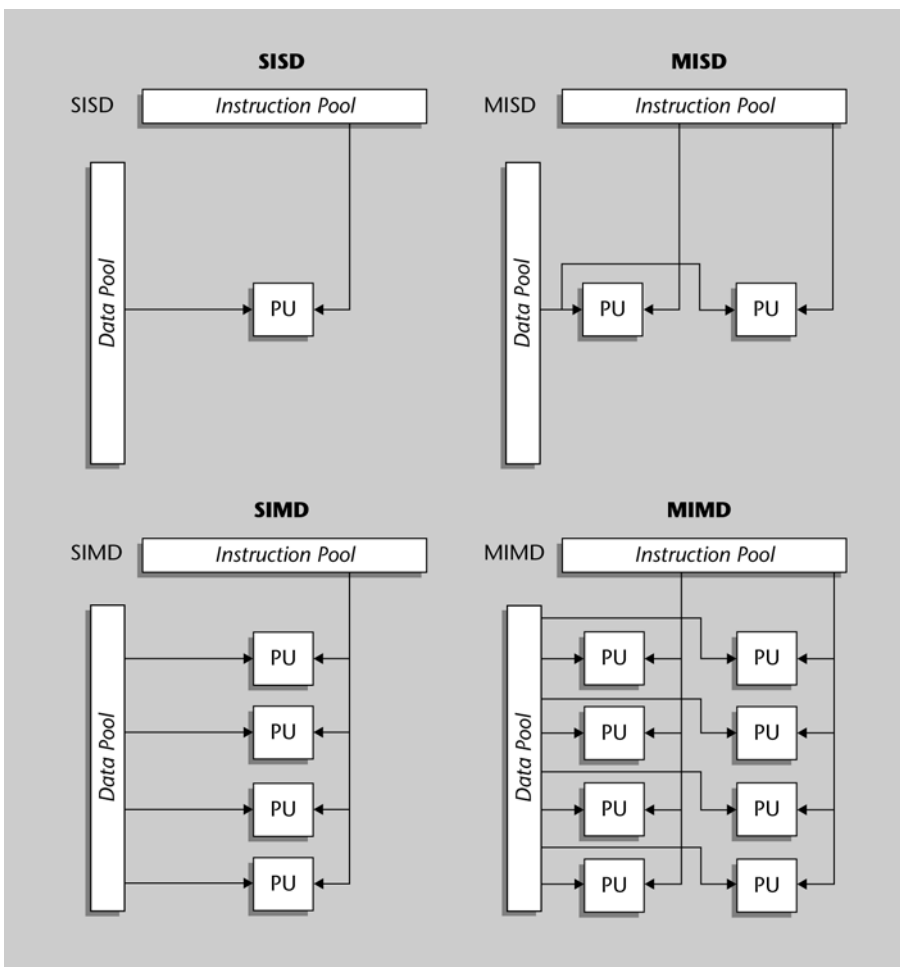 SISD
SISD
Instruction Pool
Data Pool
PU
MISD
MISD
Instruction Pool
Data Pool
PU
PU
SIMD
SIMD
Instruction Pool
Data Pool
PU
PU
PU
PU
MIMD
MIMD
Instruction Pool
Data Pool
PU
PU
PU
PU
PU
PU
PU
PU